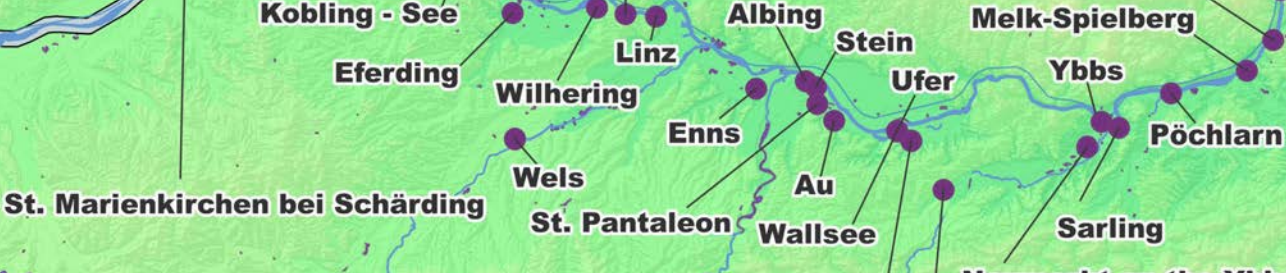 Kobling - See
Albing
Melk-Spielberg
Stein
Linz
Eferding
Ufer
Ybbs
Wilhering
Enns
Pöchlarn
Wels
Au
St. Marienkirchen bei Schärding
St. Pantaleon
Wallsee
Sarling